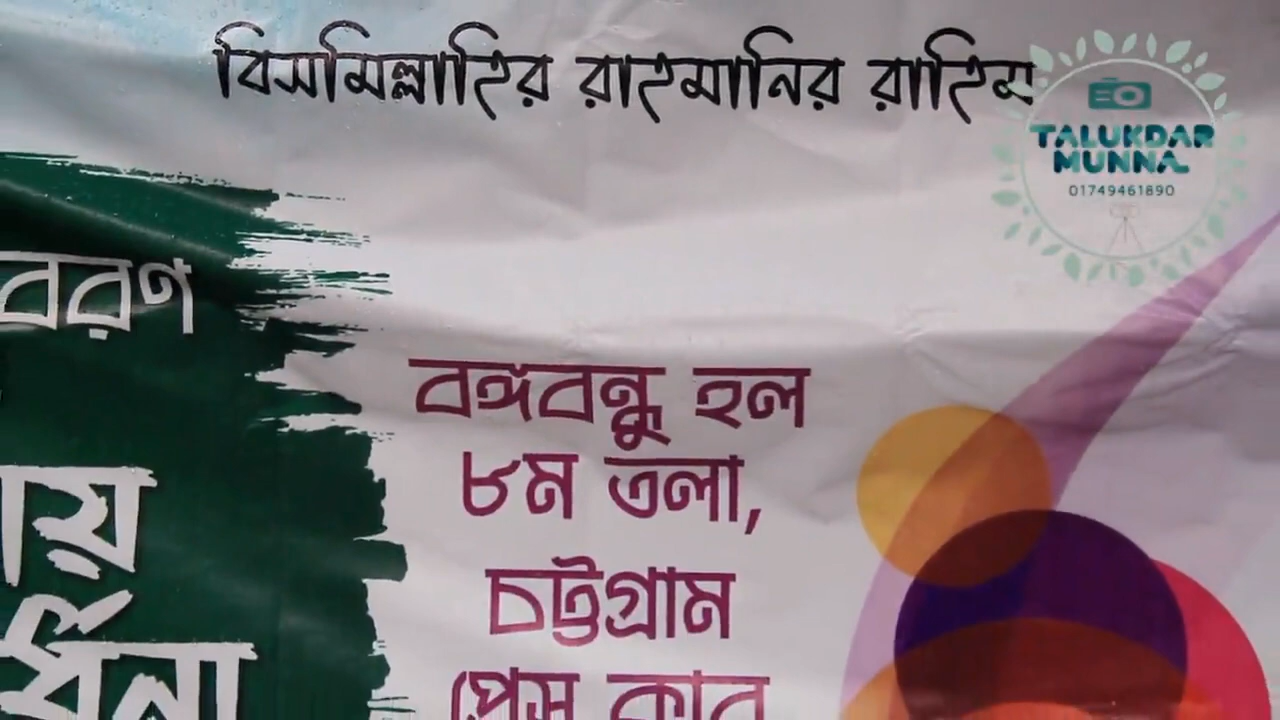 বিসমিল্লাহির রাহমানির রাহিম
TALUKDAR
MUNNA
01749461890
বরণ
বঙ্গবন্ধু হল
৮ম তলা,
চট্টগ্রাম
প্রেস ক্লাব